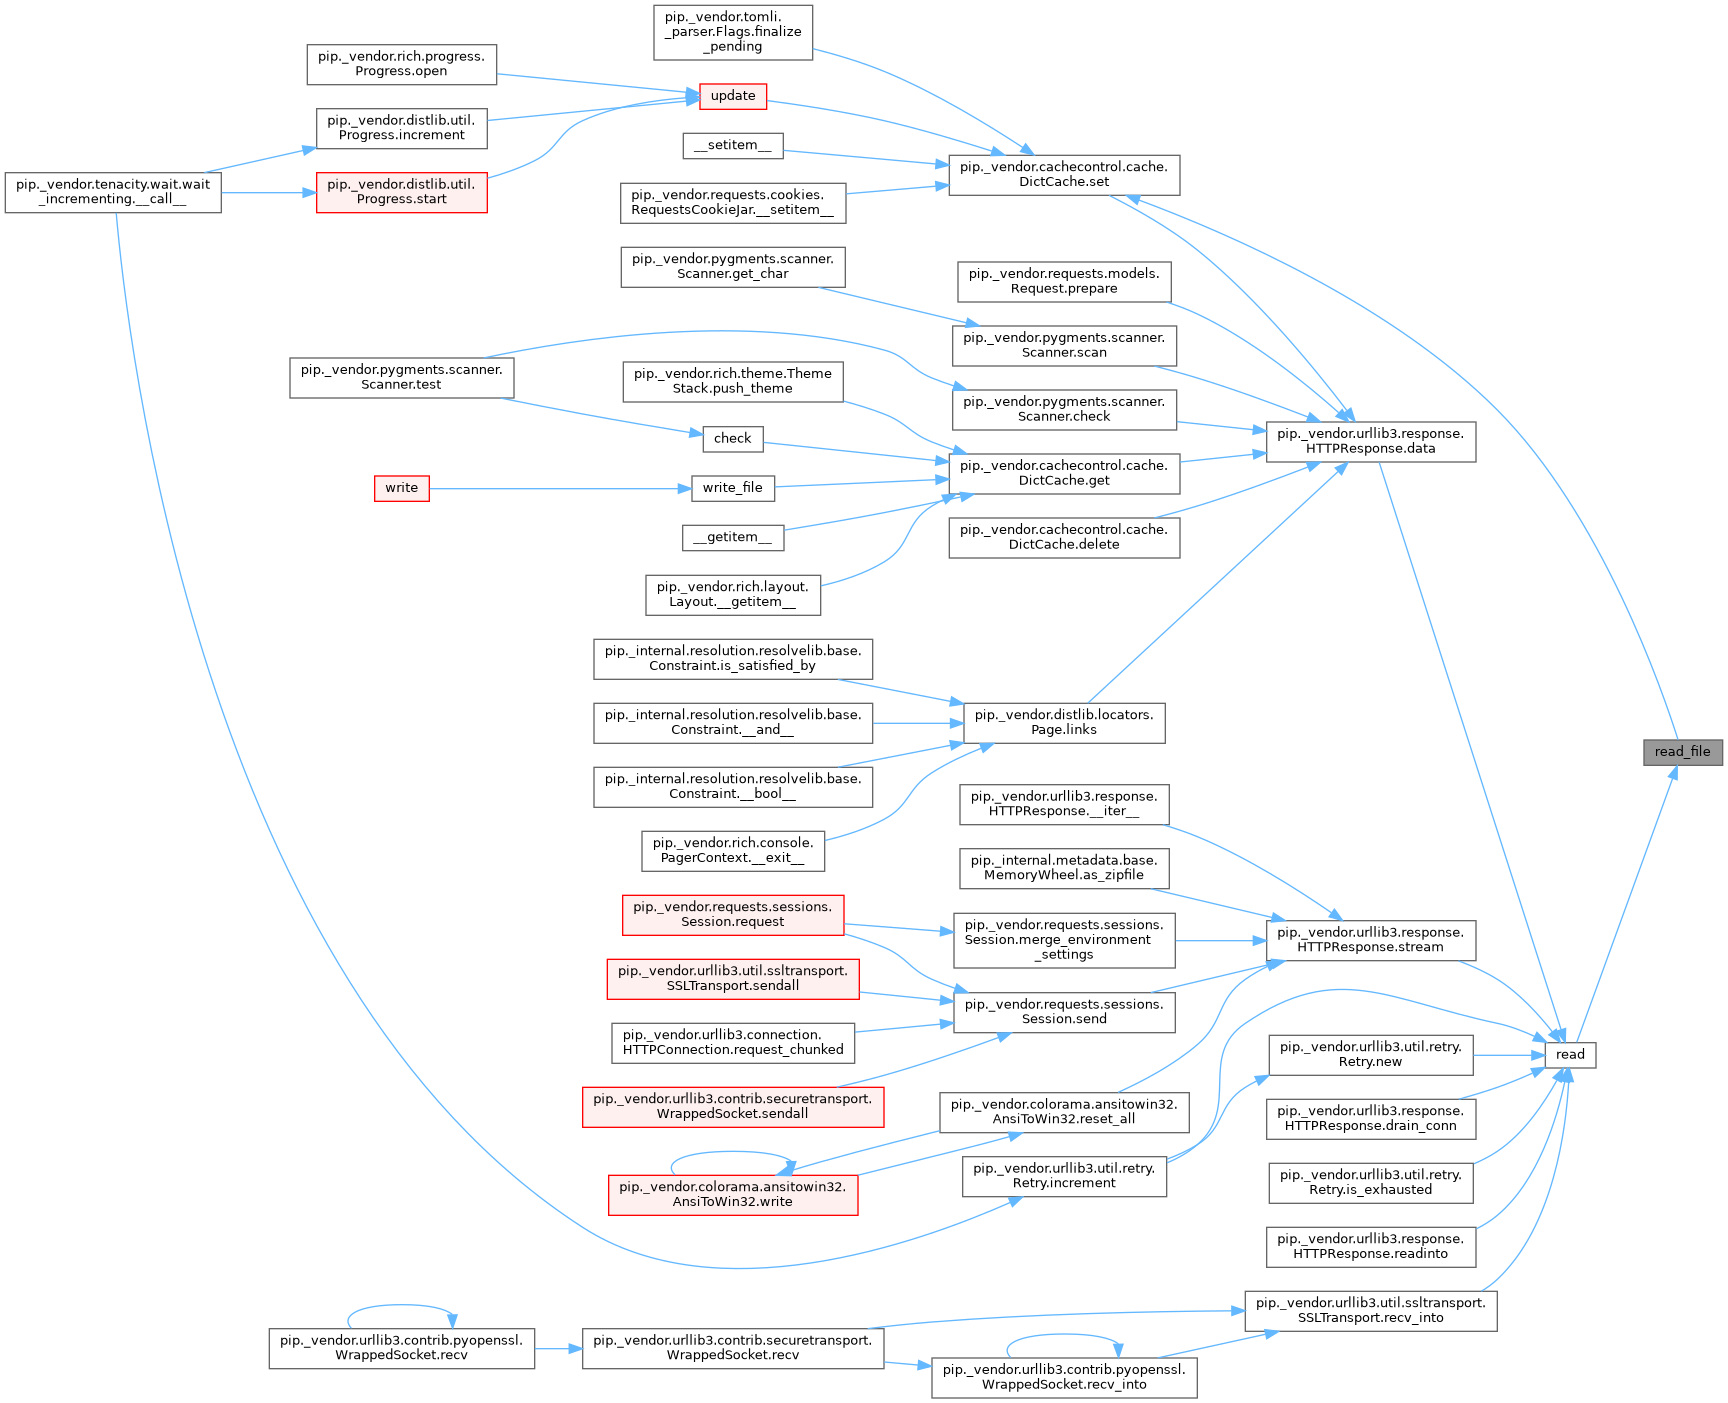 pip._vendor.tomli.
_parser.Flags.finalize
_pending
pip._vendor.rich.progress.
Progress.open
update
pip._vendor.distlib.util.
Progress.increment
__setitem__
pip._vendor.cachecontrol.cache.
DictCache.set
pip._vendor.tenacity.wait.wait
_incrementing.__call__
pip._vendor.distlib.util.
Progress.start
pip._vendor.requests.cookies.
RequestsCookieJar.__setitem__
pip._vendor.pygments.scanner.
Scanner.get_char
pip._vendor.requests.models.
Request.prepare
pip._vendor.pygments.scanner.
Scanner.scan
pip._vendor.pygments.scanner.
Scanner.test
pip._vendor.rich.theme.Theme
Stack.push_theme
pip._vendor.pygments.scanner.
Scanner.check
check
pip._vendor.urllib3.response.
HTTPResponse.data
pip._vendor.cachecontrol.cache.
DictCache.get
write
write_file
__getitem__
pip._vendor.cachecontrol.cache.
DictCache.delete
pip._vendor.rich.layout.
Layout.__getitem__
pip._internal.resolution.resolvelib.base.
Constraint.is_satisfied_by
pip._internal.resolution.resolvelib.base.
Constraint.__and__
pip._vendor.distlib.locators.
Page.links
read_file
pip._internal.resolution.resolvelib.base.
Constraint.__bool__
pip._vendor.urllib3.response.
HTTPResponse.__iter__
pip._vendor.rich.console.
PagerContext.__exit__
pip._internal.metadata.base.
MemoryWheel.as_zipfile
pip._vendor.requests.sessions.
Session.request
pip._vendor.requests.sessions.
Session.merge_environment
_settings
pip._vendor.urllib3.response.
HTTPResponse.stream
pip._vendor.urllib3.util.ssltransport.
SSLTransport.sendall
pip._vendor.requests.sessions.
Session.send
pip._vendor.urllib3.connection.
HTTPConnection.request_chunked
pip._vendor.urllib3.util.retry.
Retry.new
read
pip._vendor.urllib3.contrib.securetransport.
WrappedSocket.sendall
pip._vendor.colorama.ansitowin32.
AnsiToWin32.reset_all
pip._vendor.urllib3.response.
HTTPResponse.drain_conn
pip._vendor.colorama.ansitowin32.
AnsiToWin32.write
pip._vendor.urllib3.util.retry.
Retry.increment
pip._vendor.urllib3.util.retry.
Retry.is_exhausted
pip._vendor.urllib3.response.
HTTPResponse.readinto
pip._vendor.urllib3.util.ssltransport.
SSLTransport.recv_into
pip._vendor.urllib3.contrib.pyopenssl.
WrappedSocket.recv
pip._vendor.urllib3.contrib.securetransport.
WrappedSocket.recv
pip._vendor.urllib3.contrib.pyopenssl.
WrappedSocket.recv_into